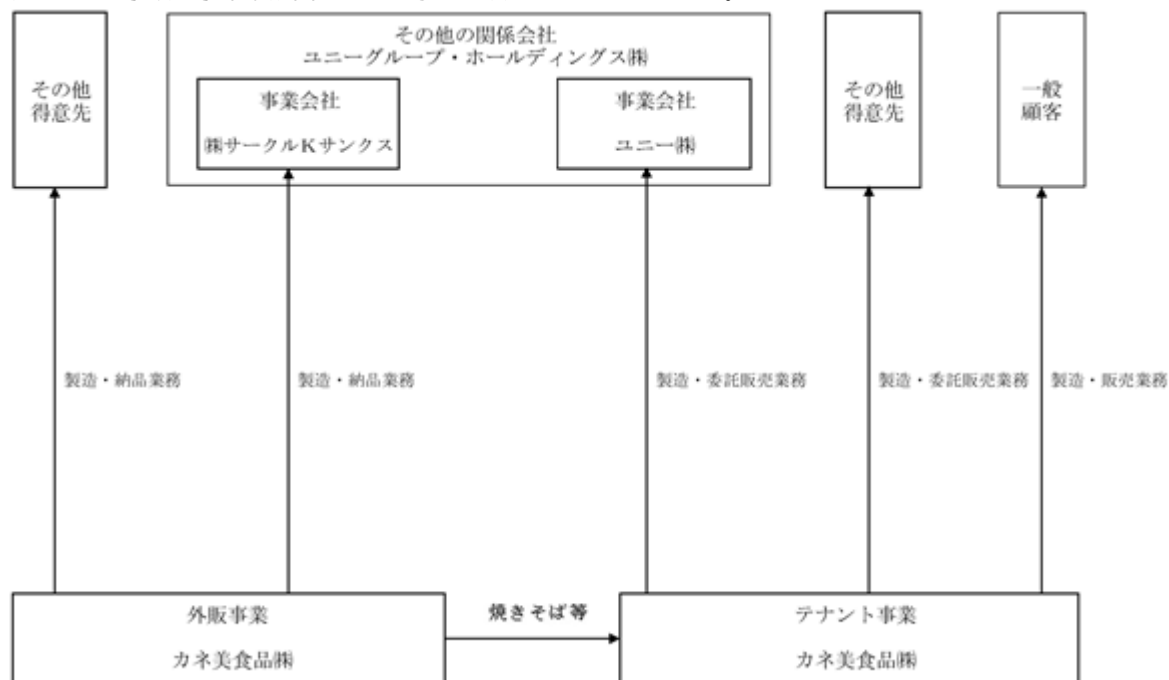 その他の関係会社
ユニーグループ・ホールディングス㈱
その他
得意先
事業会社
㈱サークルKサンクス
事業会社
ユニー㈱
その他
得意先
一般
顧客
製造・納品業務
製造・納品業務
製造・委託販売業務
製造・委託販売業務
製造・販売業務
外販事業
カネ美食品㈱
焼きそば等
テナント事業
カネ美食品㈱